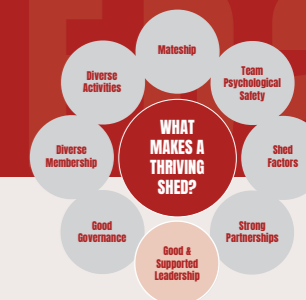 Mateship
Team
Psychological
Safety
Shed
Factors
Strong
Partnerships
Good &
Supported
Leadership
Good
Governance
Diverse
Membership
Diverse
Activities
WHAT
MAKES A
THRIVING
SHED?